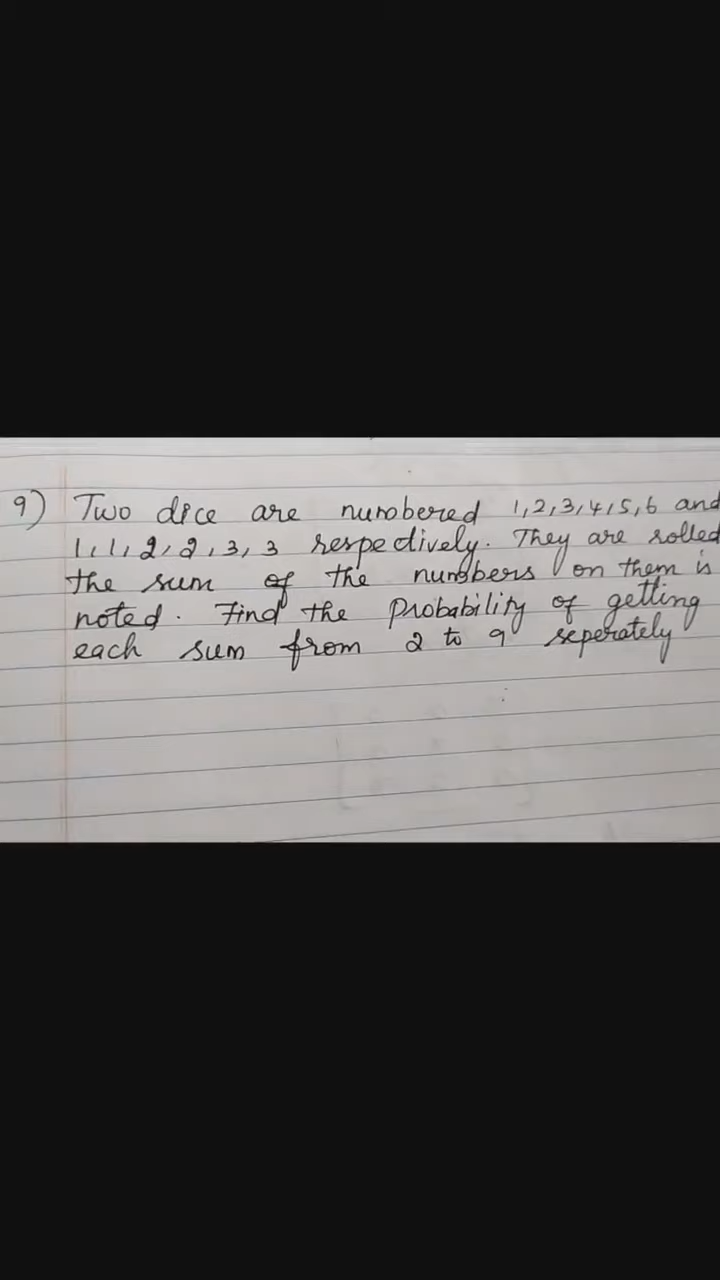 9) Two dice are numbered 1,2,3,4,5,6 and
1,1,2,2,3,3 respectively. They are rolled
the sum of the numbers on them is
noted. Find the Probability of getting
each sum from 2 to 9 seperately